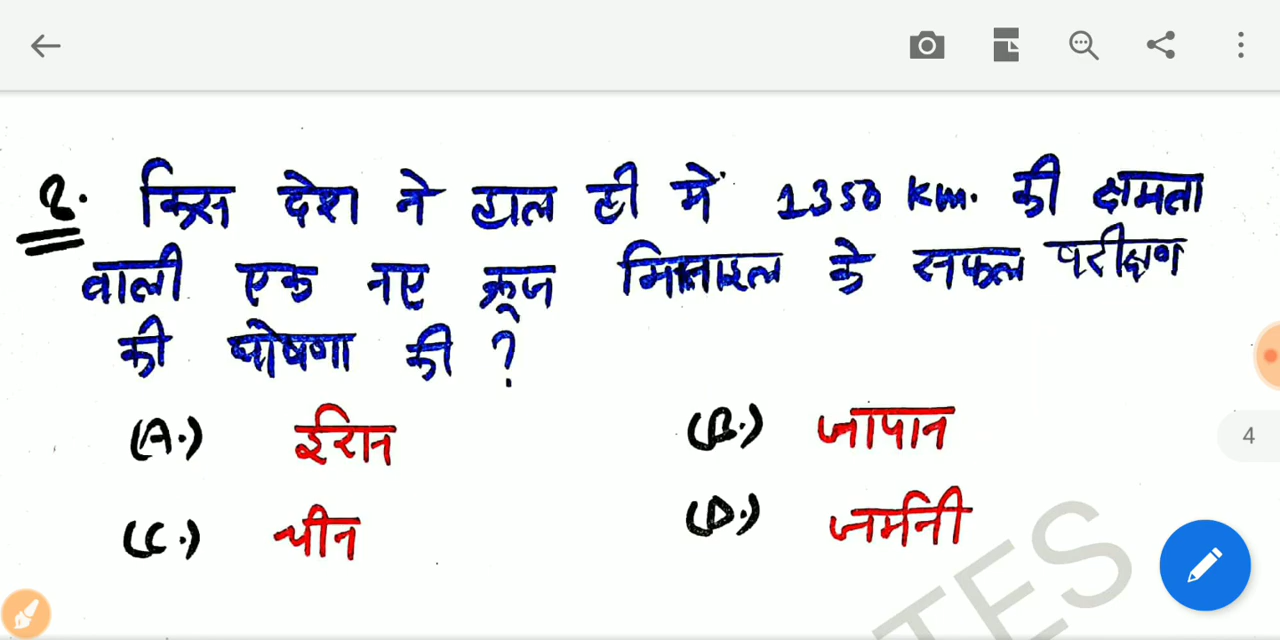 Q. किस देश ने हाल ही में 1350 km. की क्षमता
वाली एक नए क्रूज मिसाइल के सफल परीक्षण
की घोषणा की ?
(A.) ईरान (B.) जापान
4
(C.) चीन (D.) जर्मनी
TES